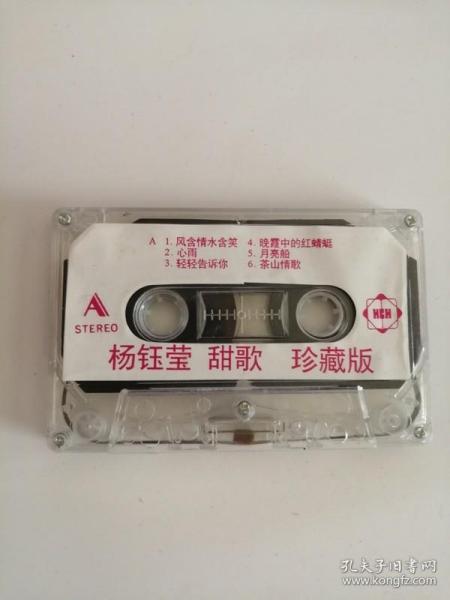 A 1. 风含情水含笑 4. 晚霞中的红蜻蜓
2. 心雨 5. 月亮船
3. 轻轻告诉你 6. 茶山情歌
A
STEREO
HCH
杨钰莹 甜歌 珍藏版
孔夫子旧书网
www.kongfz.com